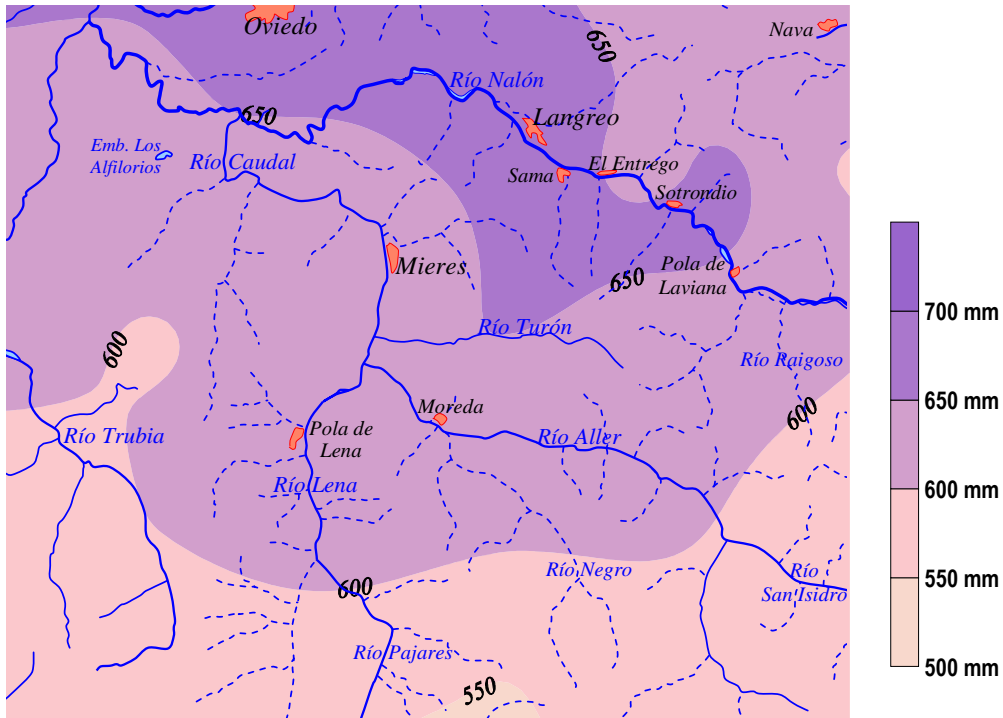 Oviedo
Nava
650
Río Nalón
650
Langreo
Emb. Los
Alfilorios
Río Caudal
Sama
El Entrego
Sotrondio
Mieres
Pola de
Laviana
650
700 mm
Río Turón
600
Río Raigoso
650 mm
Moreda
600
Río Trubia
Pola de
Lena
Río Aller
Río Lena
600 mm
600
Río Negro
Río
San Isidro
550 mm
Río Pajares
550
500 mm